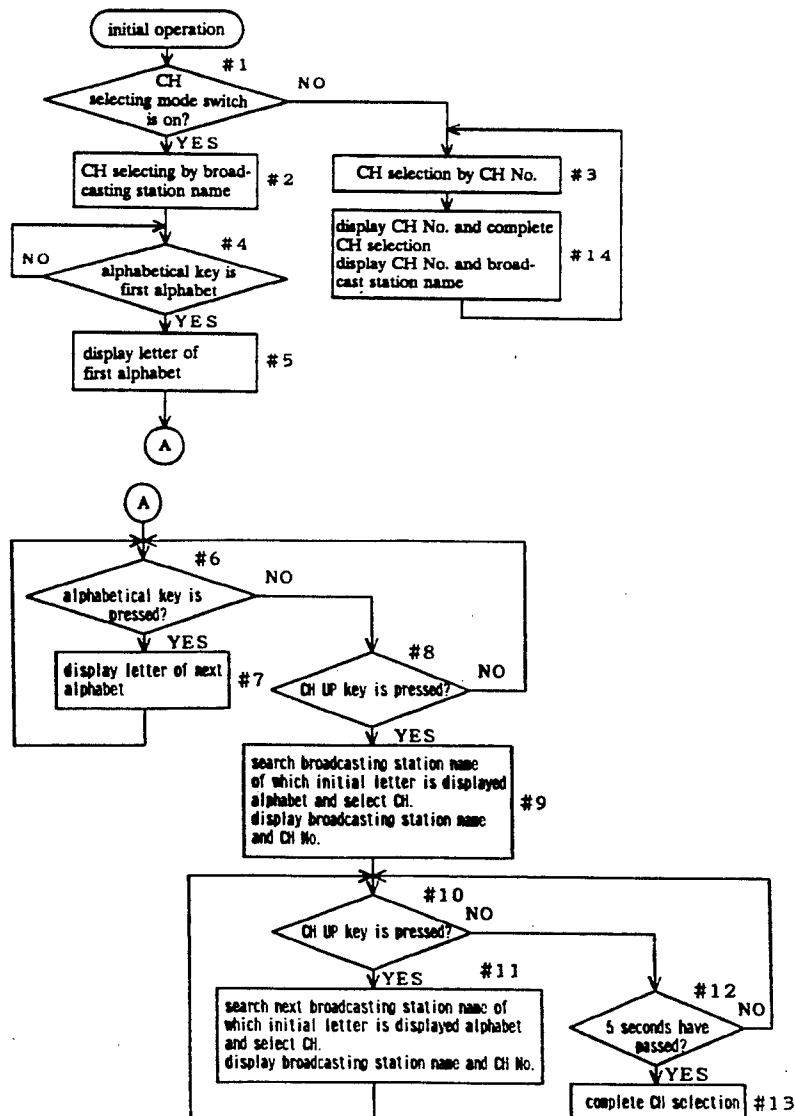 initial operation
#1
CH
selecting mode switch
is on?
NO
YES
CH selecting by broad-
casting station name
#2
CH selection by CH No.
#3
#4
NO
alphabetical key is
first alphabet
YES
display CH No. and complete
CH selection
display CH No. and broad-
cast station name
#14
display letter of
first alphabet
#5
A
A
#6
NO
alphabetical key is
pressed?
YES
display letter of next
alphabet
#7
#8
NO
CH UP key is pressed?
YES
search broadcasting station name
of which initial letter is displayed
alphabet and select CH.
display broadcasting station name
and CH No.
#9
#10
NO
CH UP key is pressed?
YES
#11
search next broadcasting station name of
which initial letter is displayed alphabet
and select CH.
display broadcasting station name and CH No.
#12
NO
5 seconds have
passed?
YES
complete CH selection
#13